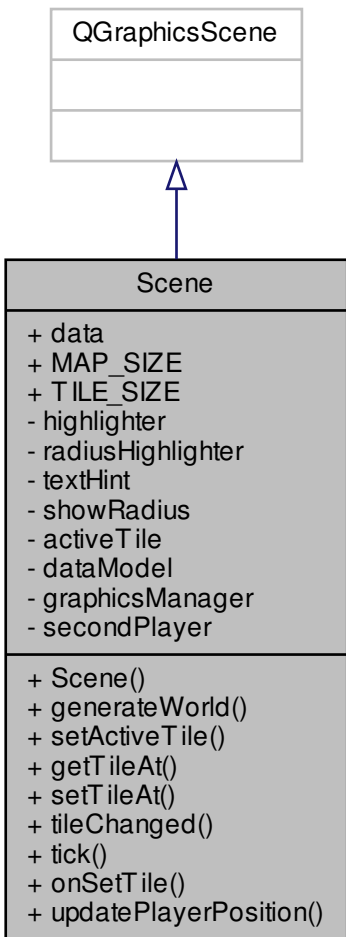 QGraphicsScene
Scene
+ data
+ MAP_SIZE
+ TILE_SIZE
- highlighter
- radiusHighlighter
- textHint
- showRadius
- activeTile
- dataModel
- graphicsManager
- secondPlayer
+ Scene()
+ generateWorld()
+ setActiveTile()
+ getTileAt()
+ setTileAt()
+ tileChanged()
+ tick()
+ onSetTile()
+ updatePlayerPosition()